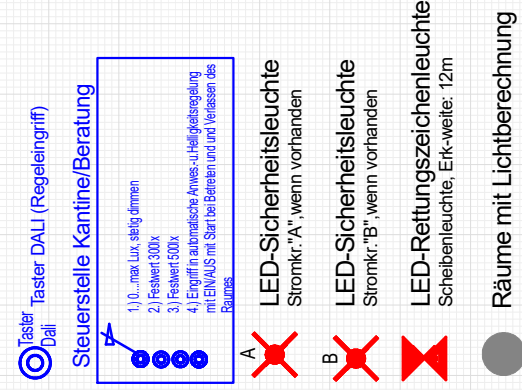 Taster
Dali
Taster DALI (Regeleingriff)
Steuerstelle Kantine/Beratung
1.) 0...max Lux, stetig dimmen
2.) Festwert 300lx
3.) Festwert 500lx
4.) Eingriff in automatische Anwes.-u.Helligkeitsregelung
mit EIN/AUS mit Start bei Betreten und und Verlassen des
Raumes
A
LED-Sicherheitsleuchte
Stromkr."A",wenn vorhanden
B
LED-Sicherheitsleuchte
Stromkr."B",wenn vorhanden
LED-Rettungszeichenleuchte
Scheibenleuchte, Erk-weite: 12m
Räume mit Lichtberechnung